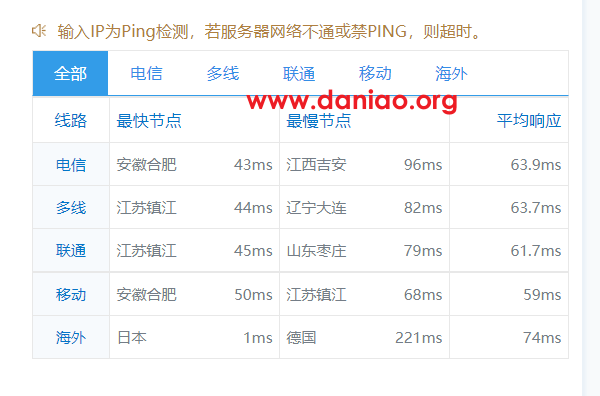 输入IP为Ping检测，若服务器网络不通或禁PING，则超时。
全部 电信 多线 联通 移动 海外
www.daniao.org
线路 最快节点 最慢节点 平均响应
电信 安徽合肥 43ms 江西吉安 96ms 63.9ms
多线 江苏镇江 44ms 辽宁大连 82ms 63.7ms
联通 江苏镇江 45ms 山东枣庄 79ms 61.7ms
移动 安徽合肥 50ms 江苏镇江 68ms 59ms
海外 日本 1ms 德国 221ms 74ms